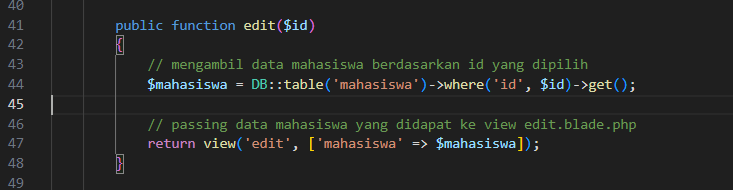 40
41 public function edit($id)
42 {
43 // mengambil data mahasiswa berdasarkan id yang dipilih
44 $mahasiswa = DB::table('mahasiswa')->where('id', $id)->get();
45
46 // passing data mahasiswa yang didapat ke view edit.blade.php
47 return view('edit', ['mahasiswa' => $mahasiswa]);
48 }
49